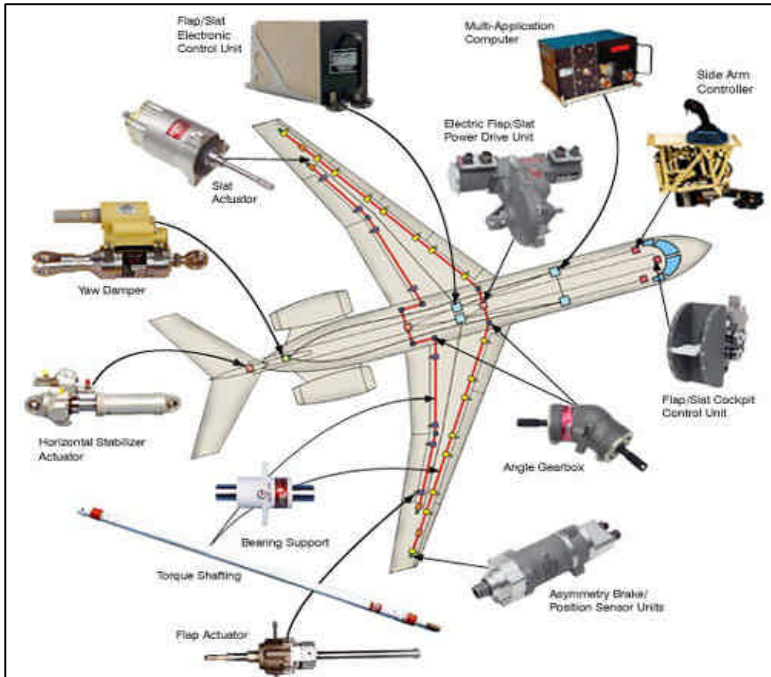 Flap/Slat
Electronic
Control Unit
Multi-Application
Computer
Side Arm
Controller
Electric Flap/Slat
Power Drive Unit
Slat
Actuator
Yaw Damper
Flap/Slat Cockpit
Control Unit
Horizontal Stabilizer
Actuator
Angle Gearbox
Bearing Support
Torque Shafting
Asymmetry Brake/
Position Sensor Units
Flap Actuator